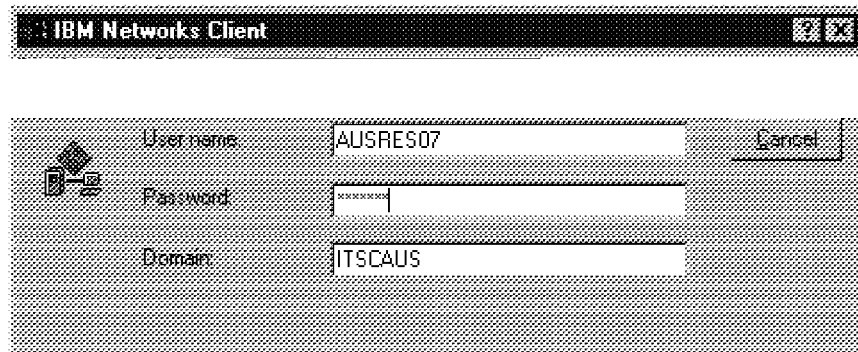 IBM Networks Client
User name: AUSRES07 Cancel
Password: *******
Domain: ITSCAUS